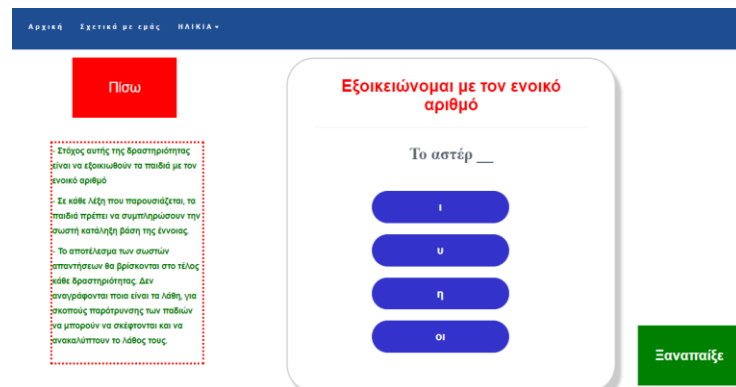 Αρχική Σχετικά με εμάς ΗΛΙΚΙΑ
Πίσω
- Στόχος αυτής της δραστηριότητας
είναι να εξοικιωθούν τα παιδιά με τον
ενοικό αριθμό
- Σε κάθε λέξη που παρουσιάζεται, τα
παιδιά πρέπει να συμπληρώσουν την
σωστή κατάληξη βάση της έννοιας.
- Το αποτέλεσμα των σωστών
απαντήσεων θα βρίσκονται στο τέλος
κάθε δραστηριότητας. Δεν
αναγράφονται ποια είναι τα λάθη, για
σκοπούς παρότρυνσης των παδιών
να μπορούν να σκέφτονται και να
ανακαλύπτουν το λάθος τους.
Εξοικειώνομαι με τον ενοικό
αριθμό
Το αστέρ __
ι
υ
η
οι
Ξαναπαίξε